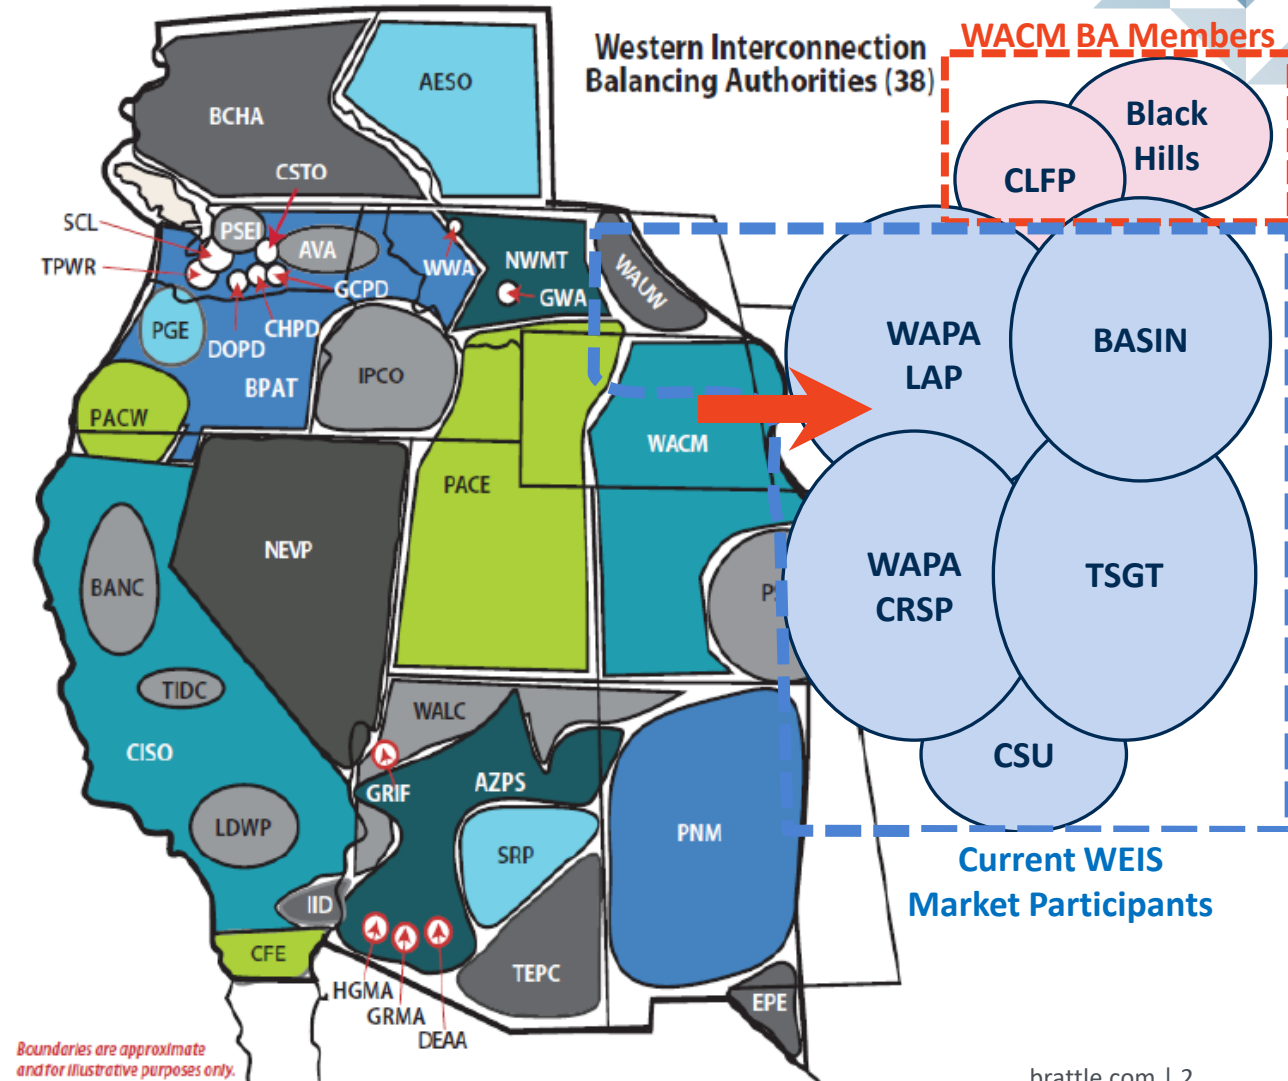 WACM BA Members
Western Interconnection
Balancing Authorities (38)
AESO
BCHA
Black
Hills
CLFP
CSTO
SCL
PSEI
AVA
TPWR
WWA
NWMT
WAUW
GCPD
GWA
PGE
CHPD
DOPD
BPAT
IPCO
PACW
WAPA
LAP
BASIN
WACM
PACE
NEVP
BANC
WAPA
CRSP
TSGT
TIDC
WALC
CISO
CSU
GRIF
AZPS
LDWP
SRP
PNM
Current WEIS
Market Participants
IID
CFE
TEPC
HGMA
GRMA
DEAA
EPE
Boundaries are approximate
and for illustrative purposes only.
brattle.com | 2